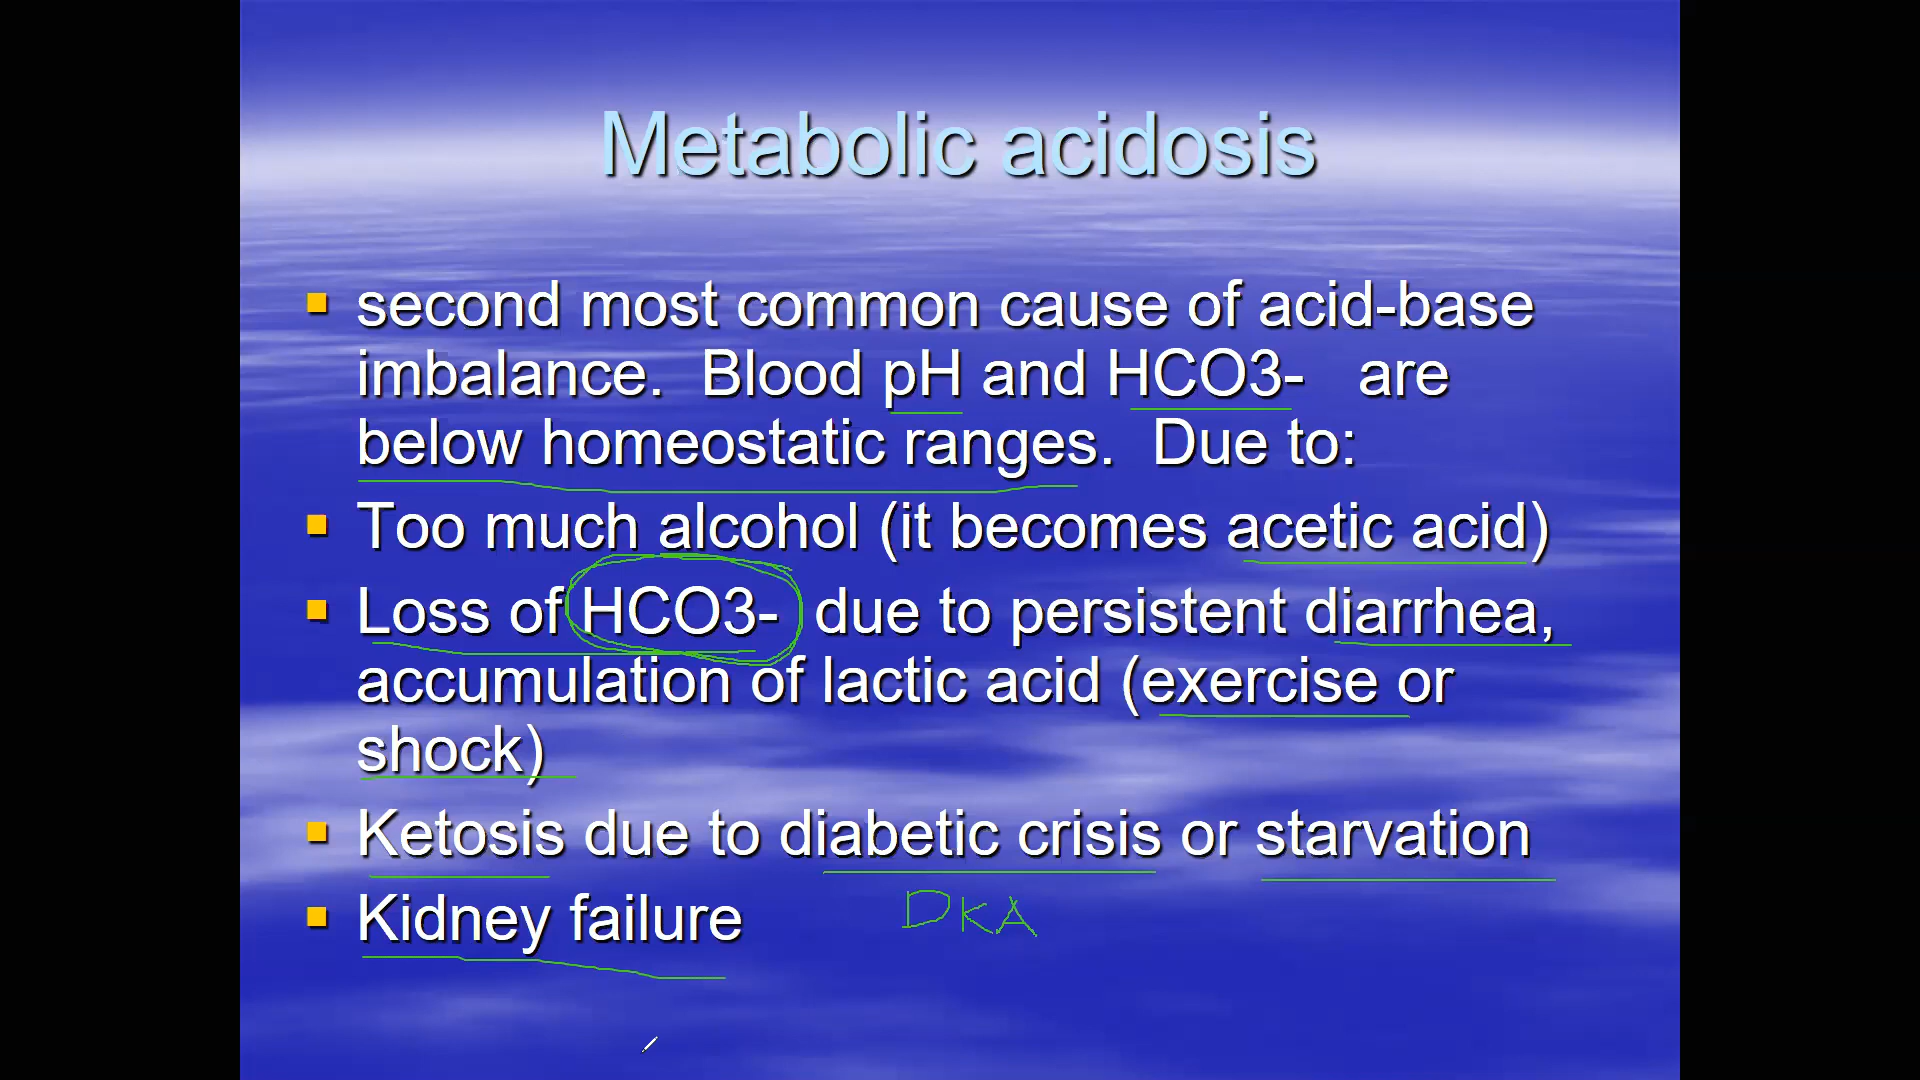 Metabolic acidosis
second most common cause of acid-base
imbalance. Blood pH and HCO3- are
below homeostatic ranges. Due to:
Too much alcohol (it becomes acetic acid)
Loss of HCO3- due to persistent diarrhea,
accumulation of lactic acid (exercise or
shock)
Ketosis due to diabetic crisis or starvation
Kidney failure
DKA